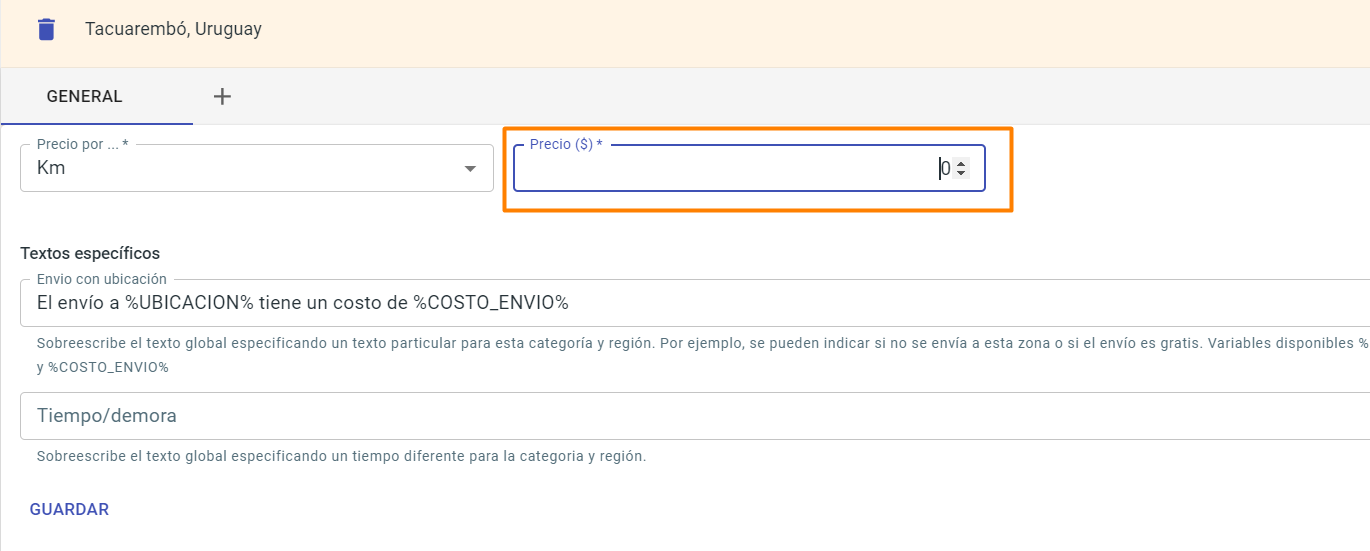 Tacuarembó, Uruguay
GENERAL
Precio por ... *
Km
Precio ($) *
0
Textos específicos
Envio con ubicación
El envío a %UBICACION% tiene un costo de %COSTO_ENVIO%
Sobreescribe el texto global especificando un texto particular para esta categoría y región. Por ejemplo, se pueden indicar si no se envía a esta zona o si el envío es gratis. Variables disponibles %
y %COSTO_ENVIO%
Tiempo/demora
Sobreescribe el texto global especificando un tiempo diferente para la categoria y región.
GUARDAR